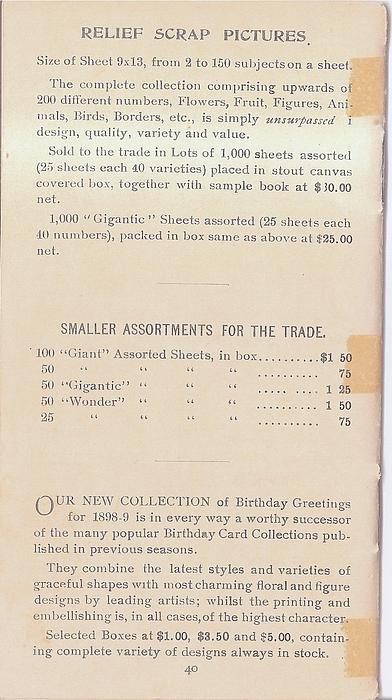 RELIEF SCRAP PICTURES.
Size of Sheet 9x13, from 2 to 150 subjects on a sheet.
The complete collection comprising upwards of
200 different numbers, Flowers, Fruit, Figures, Ani-
mals, Birds, Borders, etc., is simply unsurpassed i
design, quality, variety and value.
Sold to the trade in Lots of 1,000 sheets assorted
(25 sheets each 40 varieties) placed in stout canvas
covered box, together with sample book at
net.
1,000 "Gigantic" Sheets assorted (25 sheets each
40 numbers), packed in box same as above at $25.00
net.
SMALLER ASSORTMENTS FOR THE TRADE.
100 "Giant" Assorted Sheets, in box..........$1 50
50 " " " " .......... 75
50 "Gigantic" " " " .......... 1 25
50 "Wonder" " " " .......... 1 50
25 " " " " .......... 75
OUR NEW COLLECTION of Birthday Greetings
for 1898-9 is in every way a worthy successor
of the many popular Birthday Card Collections pub-
lished in previous seasons.
They combine the latest styles and varieties of
graceful shapes with most charming floral and figure
designs by leading artists; whilst the printing and
embellishing is, in all cases, of the highest character.
Selected Boxes at $1.00, $3.50 and $5.00, contain-
ing complete variety of designs always in stock.
40